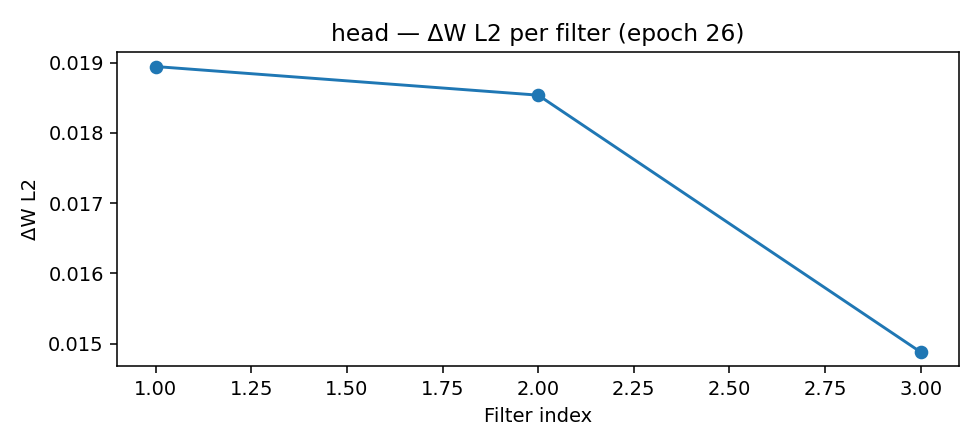 head — ΔW L2 per filter (epoch 26)
0.019
0.018
0.017
0.016
0.015
ΔW L2
1.00 1.25 1.50 1.75 2.00 2.25 2.50 2.75 3.00
Filter index